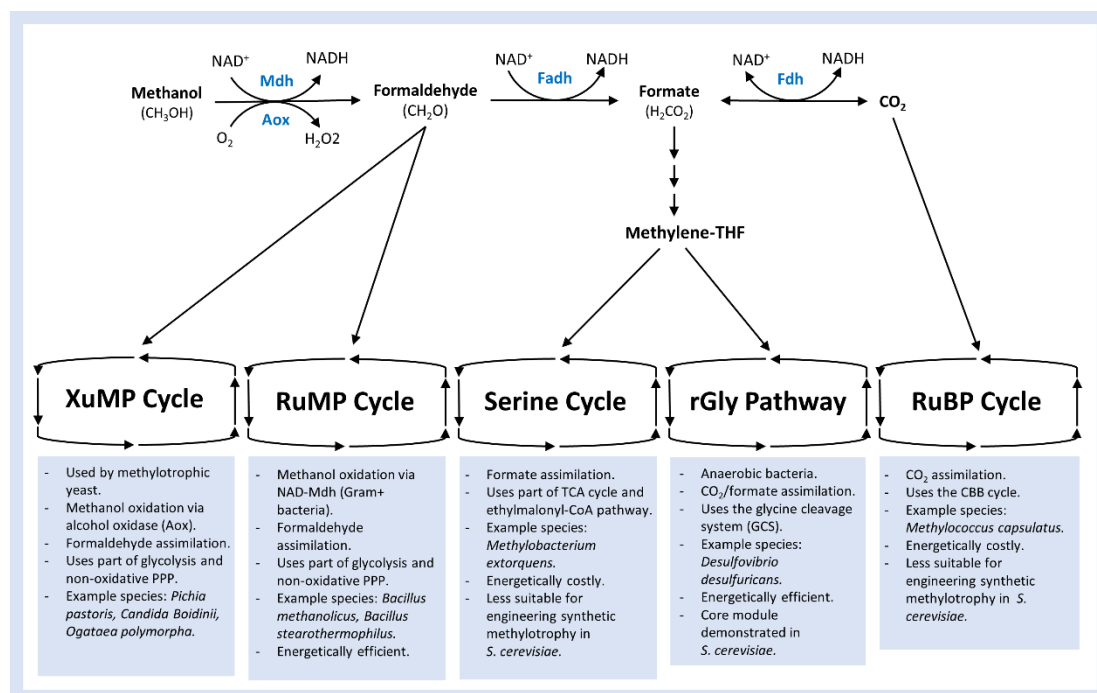 NAD⁺ NADH NAD⁺ NADH NAD⁺ NADH
Mdh Fadh Fdh
Methanol Formaldehyde Formate CO₂
(CH₃OH) (CH₂O) (H₂CO₂)
Aox
O₂ H₂O2
Methylene-THF
XuMP Cycle
RuMP Cycle
Serine Cycle
rGly Pathway
RuBP Cycle
- Used by methylotrophic
yeast.
- Methanol oxidation via
alcohol oxidase (Aox).
- Formaldehyde assimilation.
- Uses part of glycolysis and
non-oxidative PPP.
- Example species: Pichia
pastoris, Candida Boidinii,
Ogataea polymorpha.
- Methanol oxidation via
NAD-Mdh (Gram+
bacteria).
- Formaldehyde
assimilation.
- Uses part of glycolysis and
non-oxidative PPP.
- Example species: Bacillus
methanolicus, Bacillus
stearothermophilus.
- Energetically efficient.
- Formate assimilation.
- Uses part of TCA cycle and
ethylmalonyl-CoA pathway.
- Example species:
Methylobacterium
extorquens.
- Energetically costly.
- Less suitable for
engineering synthetic
methylotrophy in
S. cerevisiae.
- Anaerobic bacteria.
- CO₂/formate assimilation.
- Uses the glycine cleavage
system (GCS).
- Example species:
Desulfovibrio
desulfuricans.
- Energetically efficient.
- Core module
demonstrated in
S. cerevisiae.
- CO₂ assimilation.
- Uses the CBB cycle.
- Example species:
Methylococcus capsulatus.
- Energetically costly.
- Less suitable for
engineering synthetic
methylotrophy in S.
cerevisiae.